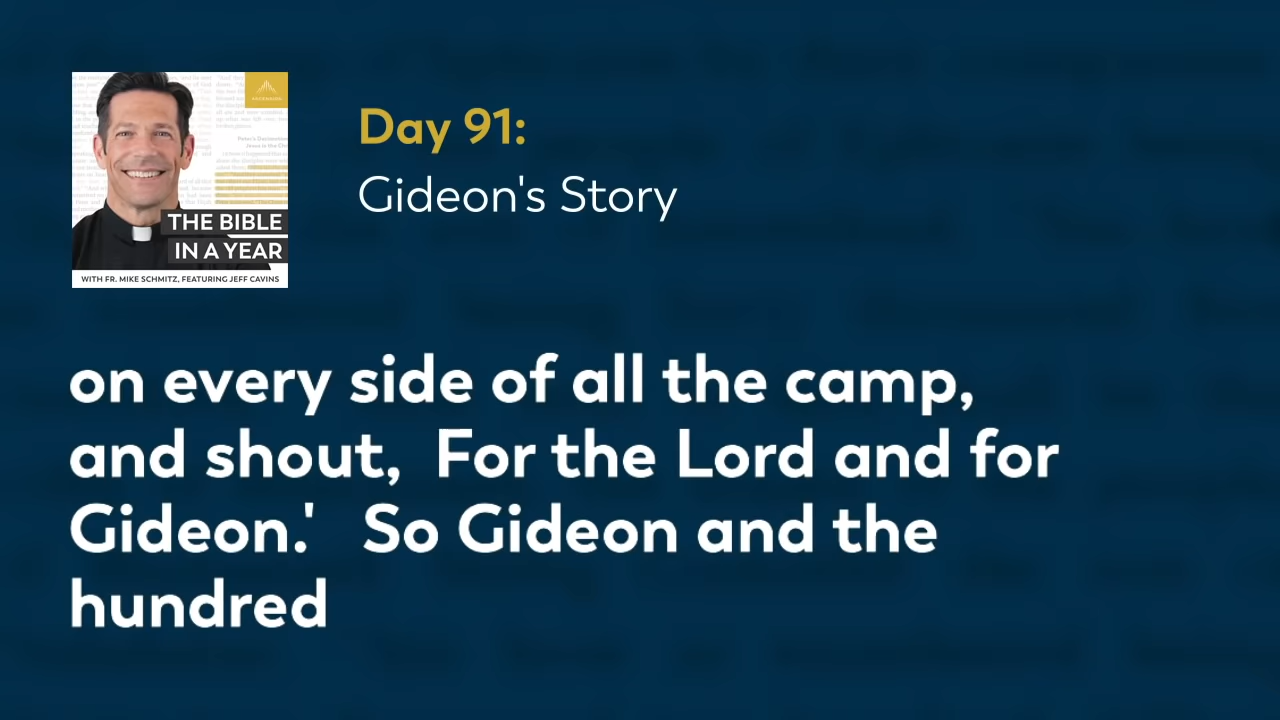 Day 91:
Gideon's Story
THE BIBLE
IN A YEAR
WITH FR. MIKE SCHMITZ, FEATURING JEFF CAVINS
on every side of all the camp,
and shout,  For the Lord and for
Gideon.'   So Gideon and the
hundred